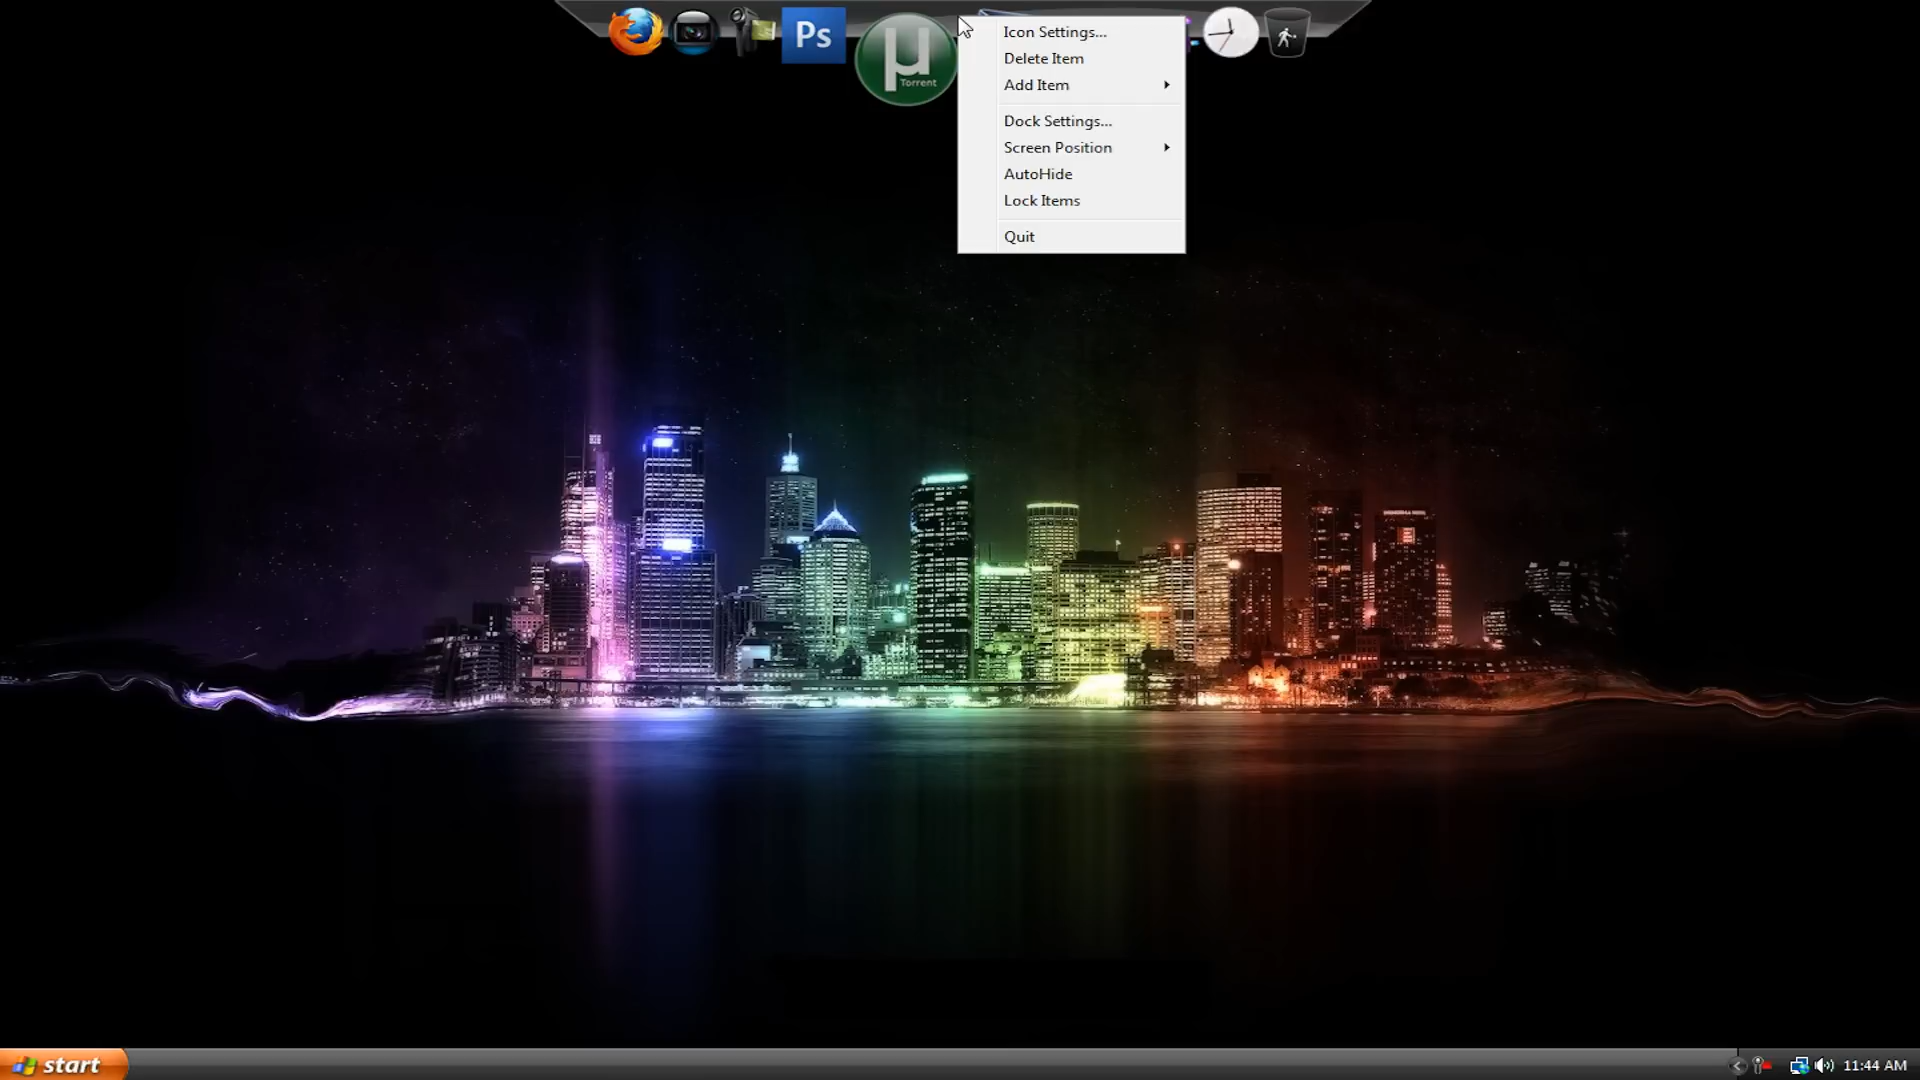 Ps
µ
Torrent
Icon Settings...
Delete Item
Add Item
Dock Settings...
Screen Position
AutoHide
Lock Items
Quit
start
11:44 AM